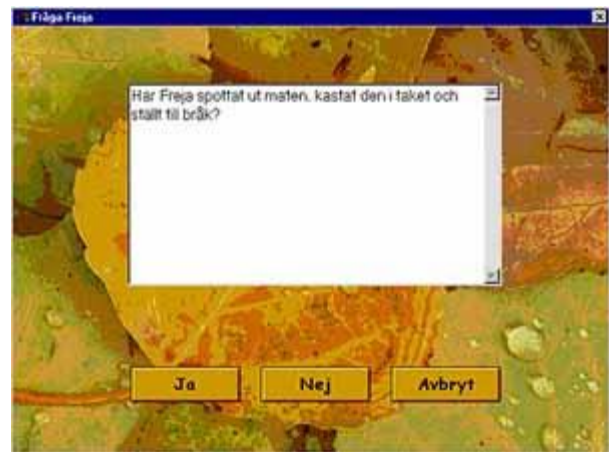 Fråga Freja
Har Freja spottat ut maten, kastat den i taket och
ställt till bråk?
Ja
Nej
Avbryt